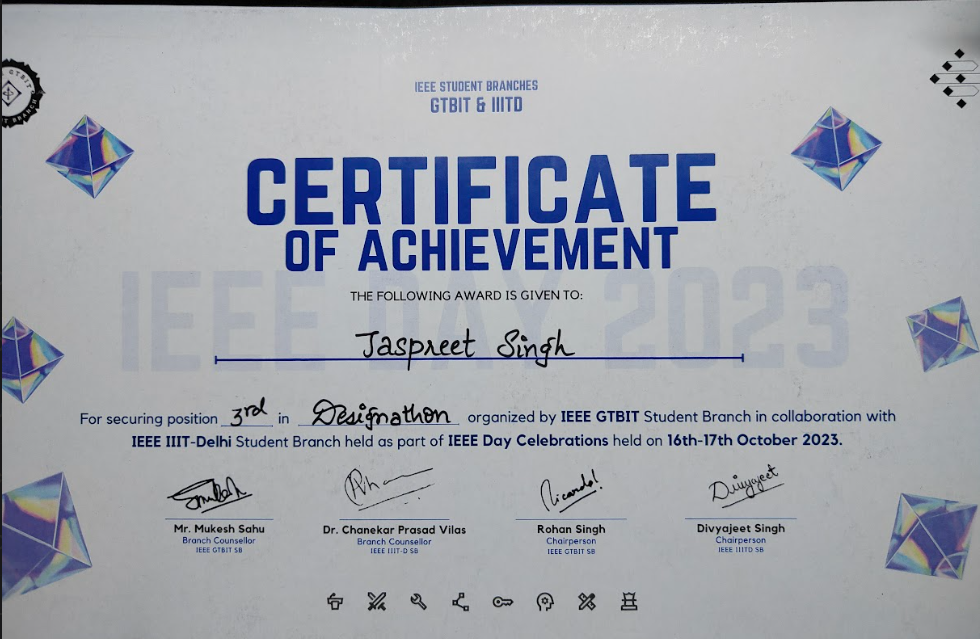 IEEE STUDENT BRANCHES
GTBIT & IIITD
CERTIFICATE
OF ACHIEVEMENT
IEEE DAY 2023
THE FOLLOWING AWARD IS GIVEN TO:
Jaspreet Singh
For securing position 3rd in Designathon organized by IEEE GTBIT Student Branch in collaboration with
IEEE IIIT-Delhi Student Branch held as part of IEEE Day Celebrations held on 16th-17th October 2023.
Divyajeet
Mr. Mukesh Sahu Dr. Chanekar Prasad Vilas Rohan Singh Divyajeet Singh
Branch Counsellor Branch Counsellor Chairperson Chairperson
IEEE GTBIT SB IEEE IIIT-D SB IEEE GTBIT SB IEEE IIITD SB